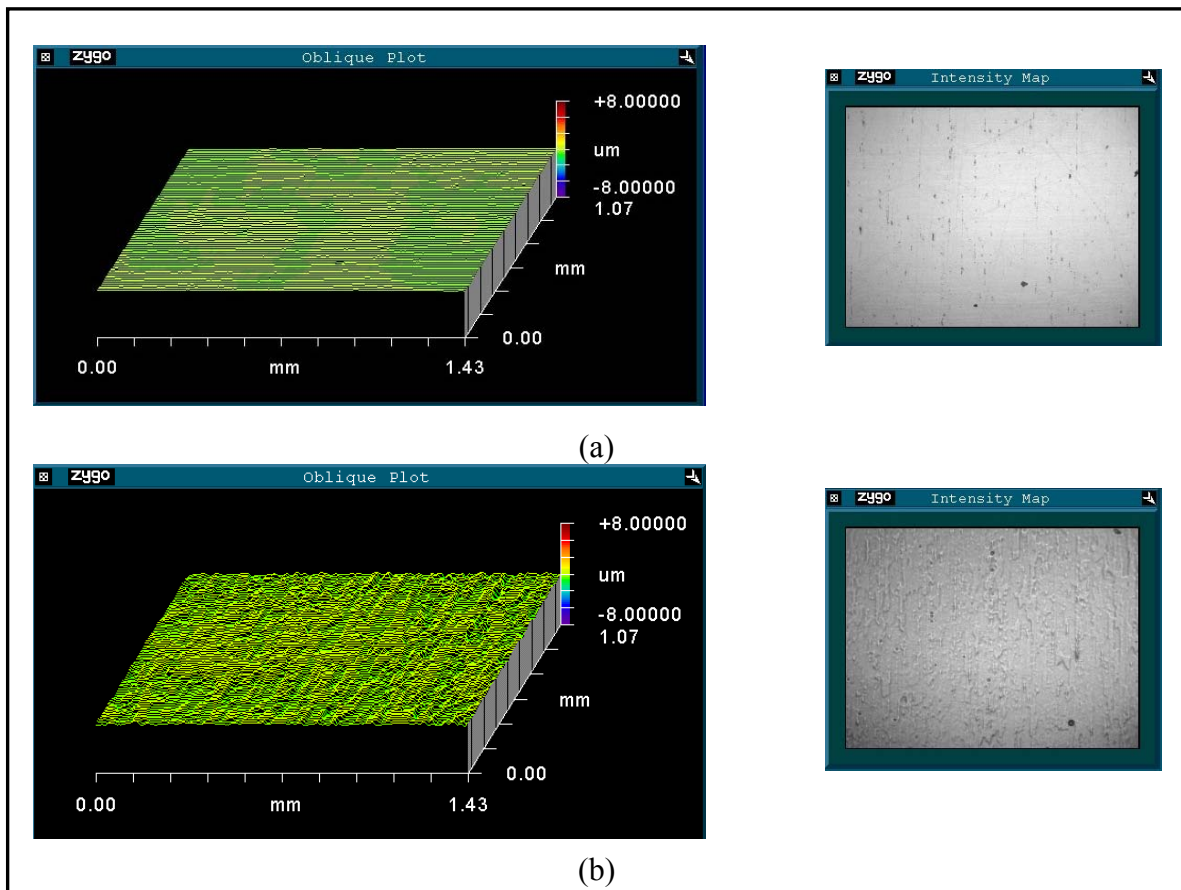 zygo Oblique Plot
+8.00000
um
-8.00000
1.07
mm
0.00
0.00 mm 1.43
zygo Intensity Map
(a)
zygo Oblique Plot
+8.00000
um
-8.00000
1.07
mm
0.00
0.00 mm 1.43
zygo Intensity Map
(b)